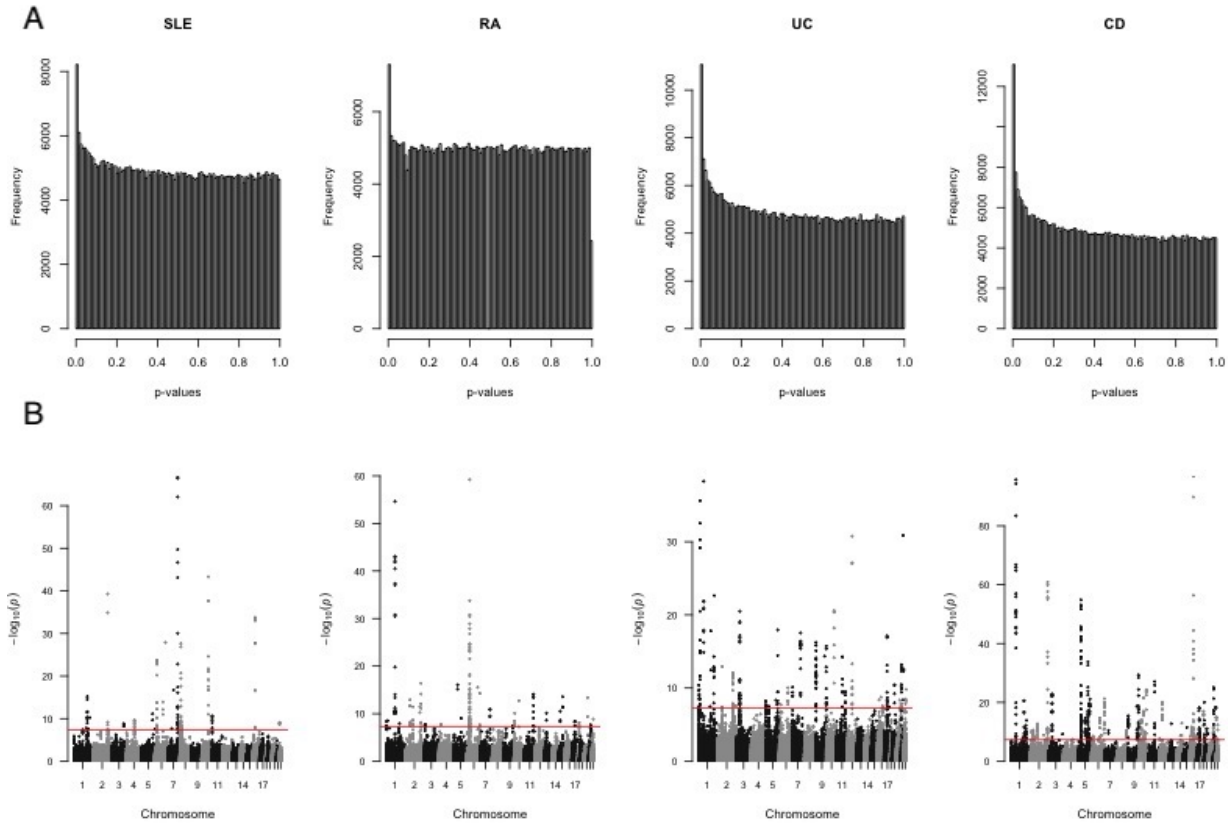 A
SLE RA UC CD
Frequency 0 2000 4000 6000 8000
Frequency 0 2000 4000 6000
Frequency 0 2000 4000 6000 8000 10000
Frequency 0 2000 4000 6000 8000 12000
0.0 0.2 0.4 0.6 0.8 1.0 0.0 0.2 0.4 0.6 0.8 1.0 0.0 0.2 0.4 0.6 0.8 1.0 0.0 0.2 0.4 0.6 0.8 1.0
p-values p-values p-values p-values
B
−log10(p) 0 10 20 30 40 50 60
−log10(p) 0 10 20 30 40 50 60
−log10(p) 0 10 20 30
−log10(p) 0 20 40 60 80
1 2 3 4 5 7 9 11 14 17 1 2 3 4 5 7 9 11 14 17 1 2 3 4 5 7 9 11 14 17 1 2 3 4 5 7 9 11 14 17
Chromosome Chromosome Chromosome Chromosome